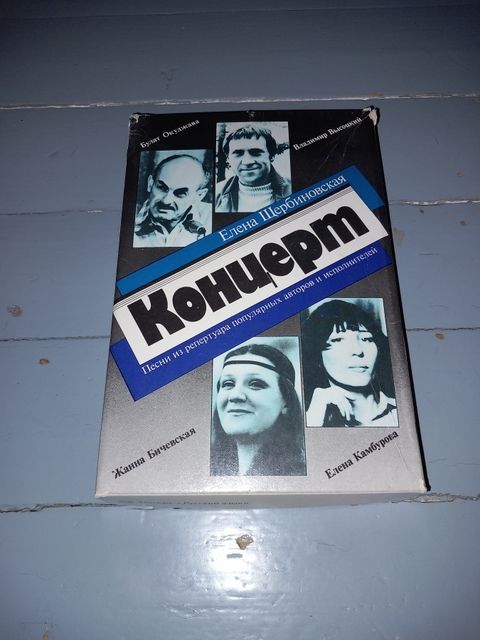 Булат Окуджава
Владимир Высоцкий
Елена Щербиновская
Концерт
Песни из репертуара популярных авторов и исполнителей
Жанна Бичевская
Елена Камбурова